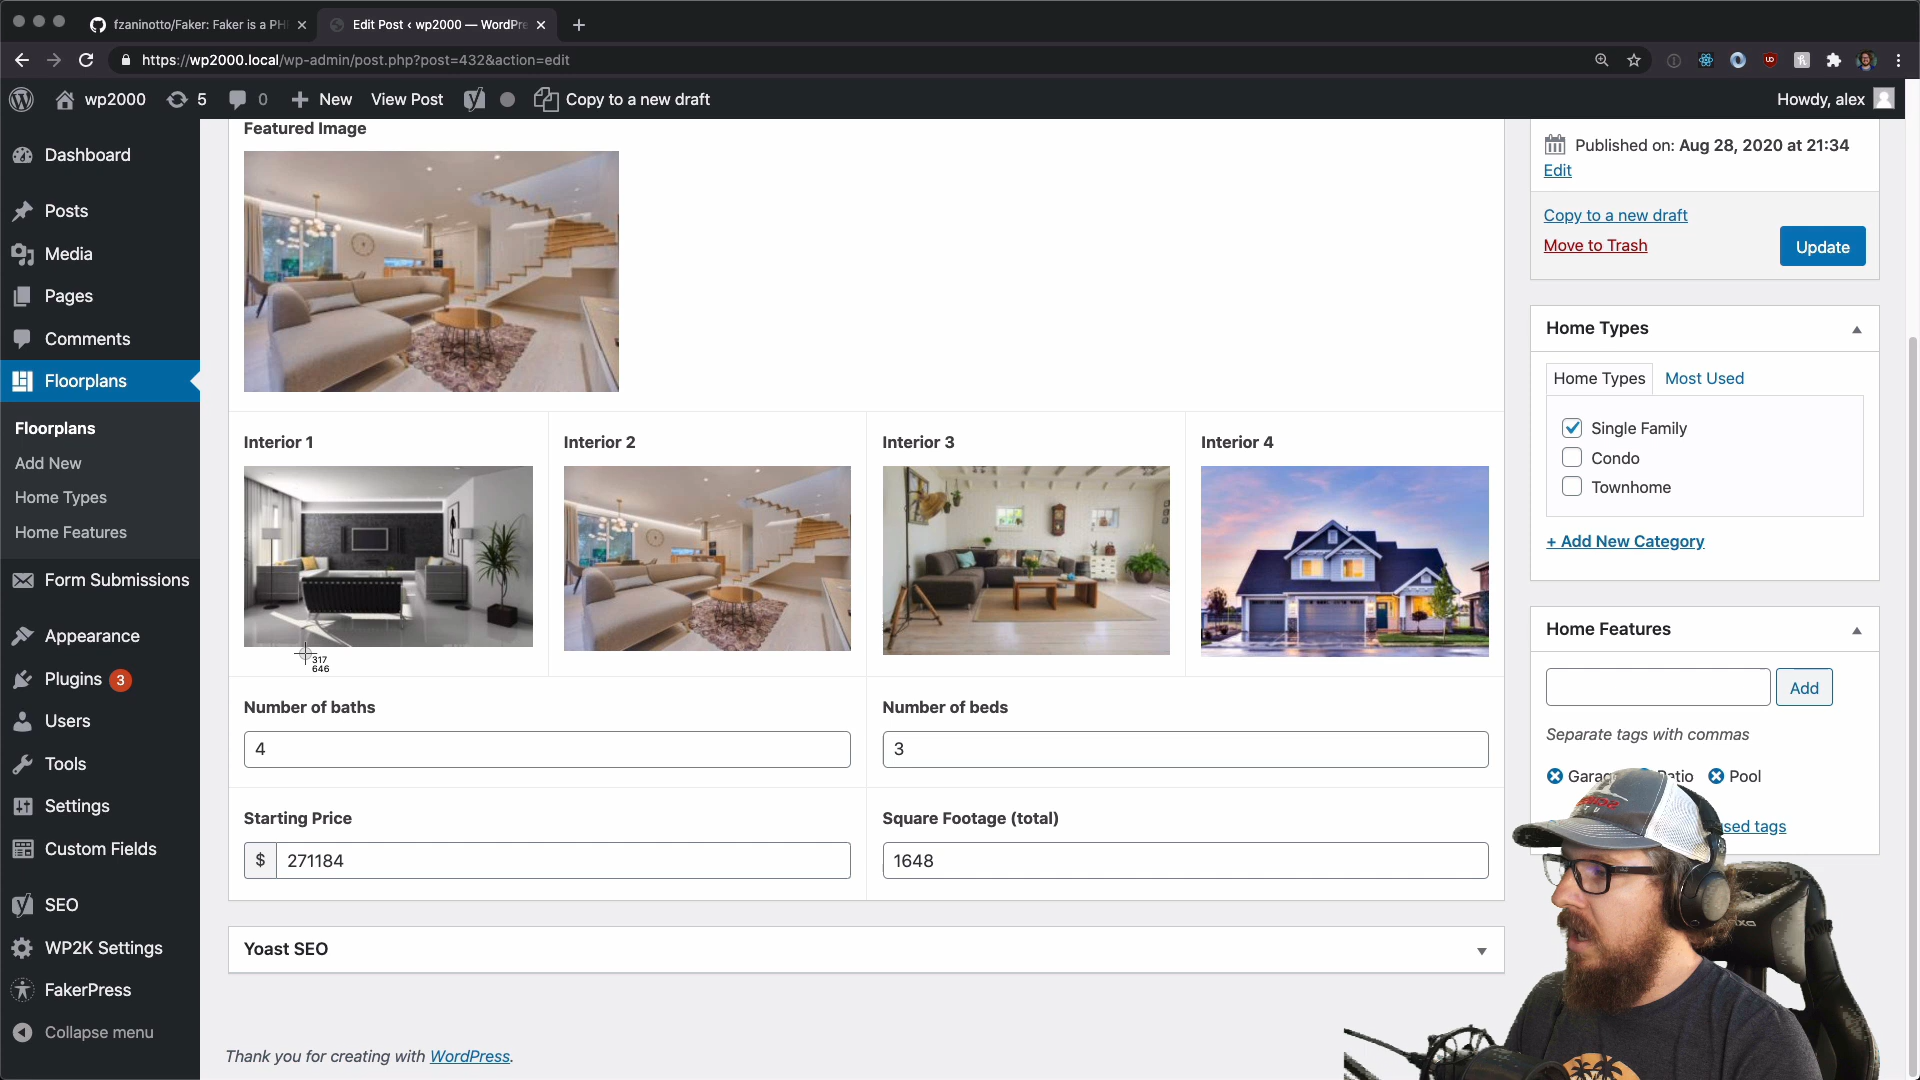 fzaninotto/Faker: Faker is a PH
Edit Post ‹ wp2000 — WordPre
https://wp2000.local/wp-admin/post.php?post=432&action=edit
wp2000
5
0
New
View Post
Copy to a new draft
Howdy, alex
Dashboard
Posts
Media
Pages
Comments
Floorplans
Floorplans
Add New
Home Types
Home Features
Form Submissions
Appearance
Plugins 3
Users
Tools
Settings
Custom Fields
SEO
WP2K Settings
FakerPress
Collapse menu
Featured Image
Interior 1
Interior 2
Interior 3
Interior 4
317
646
Number of baths
4
Number of beds
3
Starting Price
$ 271184
Square Footage (total)
1648
Yoast SEO
Thank you for creating with WordPress.
Published on: Aug 28, 2020 at 21:34
Edit
Copy to a new draft
Move to Trash
Update
Home Types
Home Types
Most Used
Single Family
Condo
Townhome
+ Add New Category
Home Features
Add
Separate tags with commas
Garag Patio Pool
sed tags